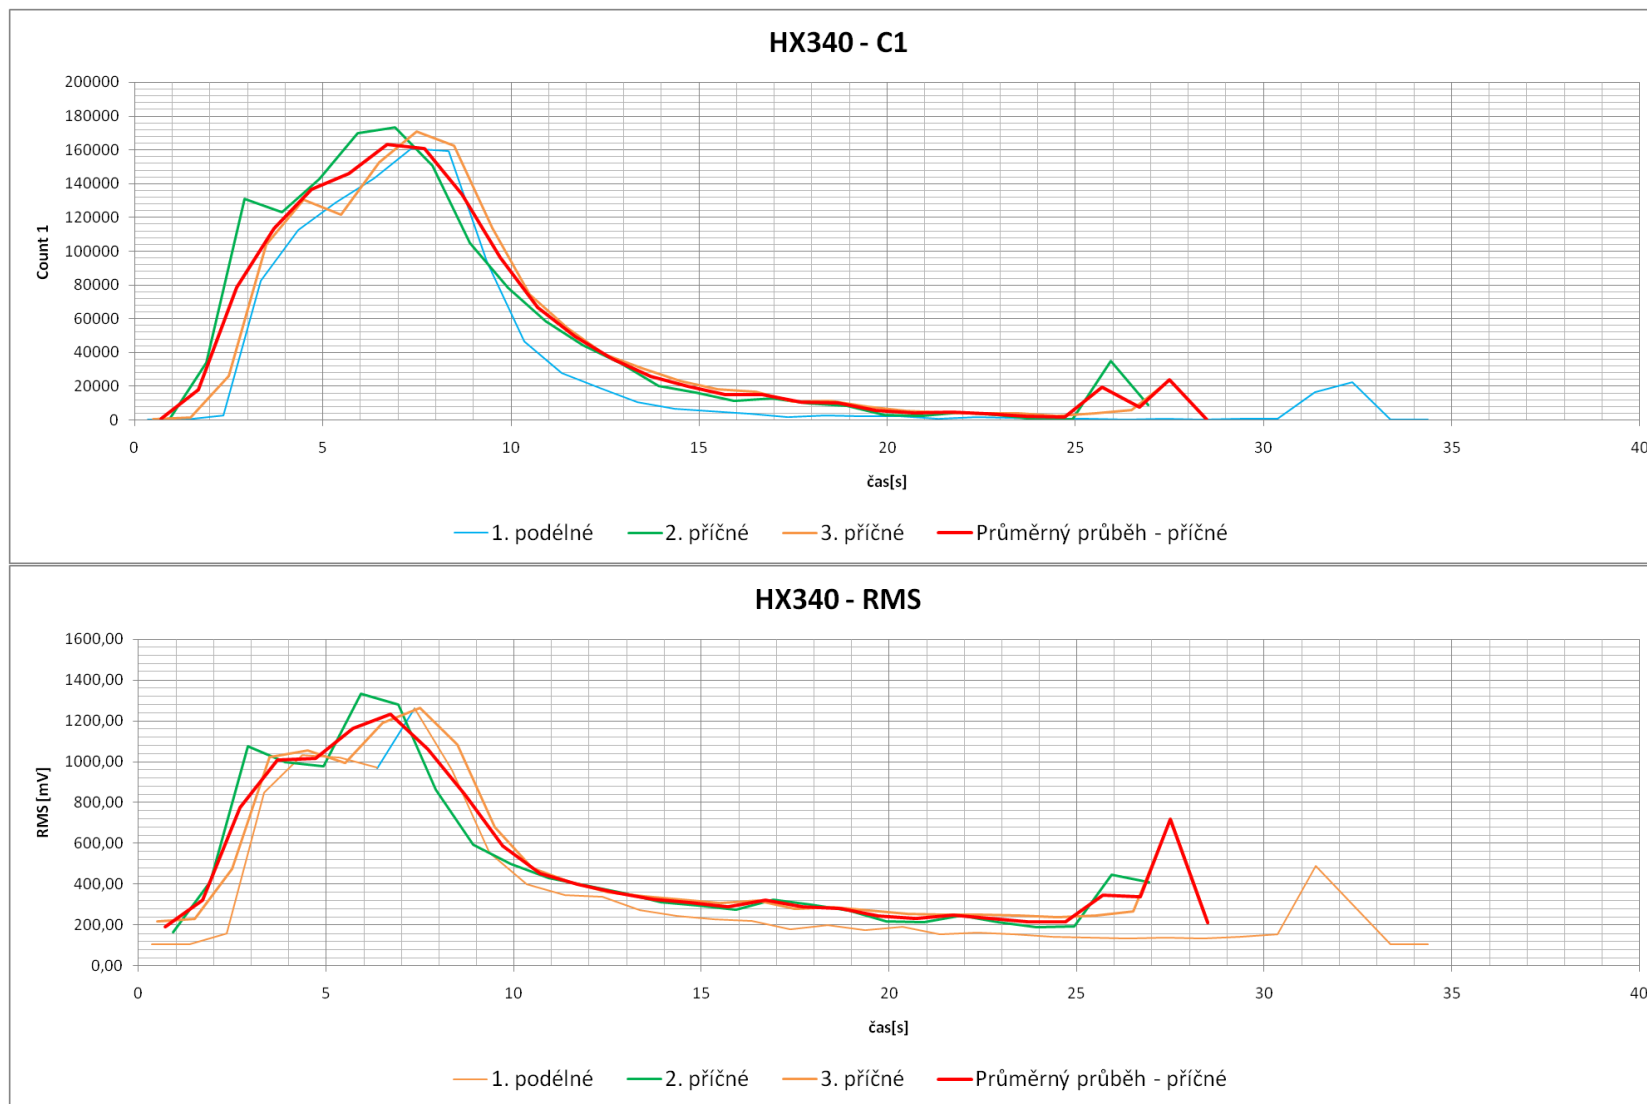 HX340 - C1
200000
180000
160000
140000
120000
100000
80000
60000
40000
20000
0
Count 1
0 5 10 15 20 25 30 35 40
čas[s]
1. podélné 2. příčné 3. příčné Průměrný průběh - příčné
HX340 - RMS
1600,00
1400,00
1200,00
1000,00
800,00
600,00
400,00
200,00
0,00
RMS [mV]
0 5 10 15 20 25 30 35 40
čas[s]
1. podélné 2. příčné 3. příčné Průměrný průběh - příčné